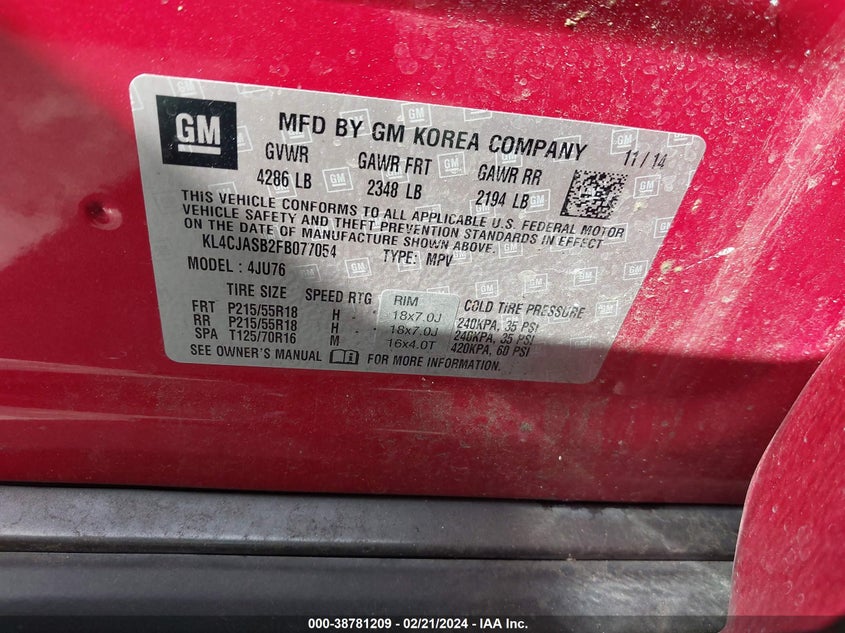 GM MFD BY GM KOREA COMPANY 11/14
GVWR GAWR FRT GAWR RR
4286 LB 2348 LB 2194 LB
THIS VEHICLE CONFORMS TO ALL APPLICABLE U.S. FEDERAL MOTOR
VEHICLE SAFETY AND THEFT PREVENTION STANDARDS IN EFFECT
ON THE DATE OF MANUFACTURE SHOWN ABOVE.
KL4CJASB2FB077054 TYPE: MPV
MODEL : 4JU76
TIRE SIZE SPEED RTG RIM COLD TIRE PRESSURE
FRT P215/55R18 H 18x7.0J 240KPA, 35 PSI
RR P215/55R18 H 18x7.0J 240KPA, 35 PSI
SPA T125/70R16 M 16x4.0T 420KPA, 60 PSI
SEE OWNER'S MANUAL FOR MORE INFORMATION.
000-38781209 - 02/21/2024 - IAA Inc.